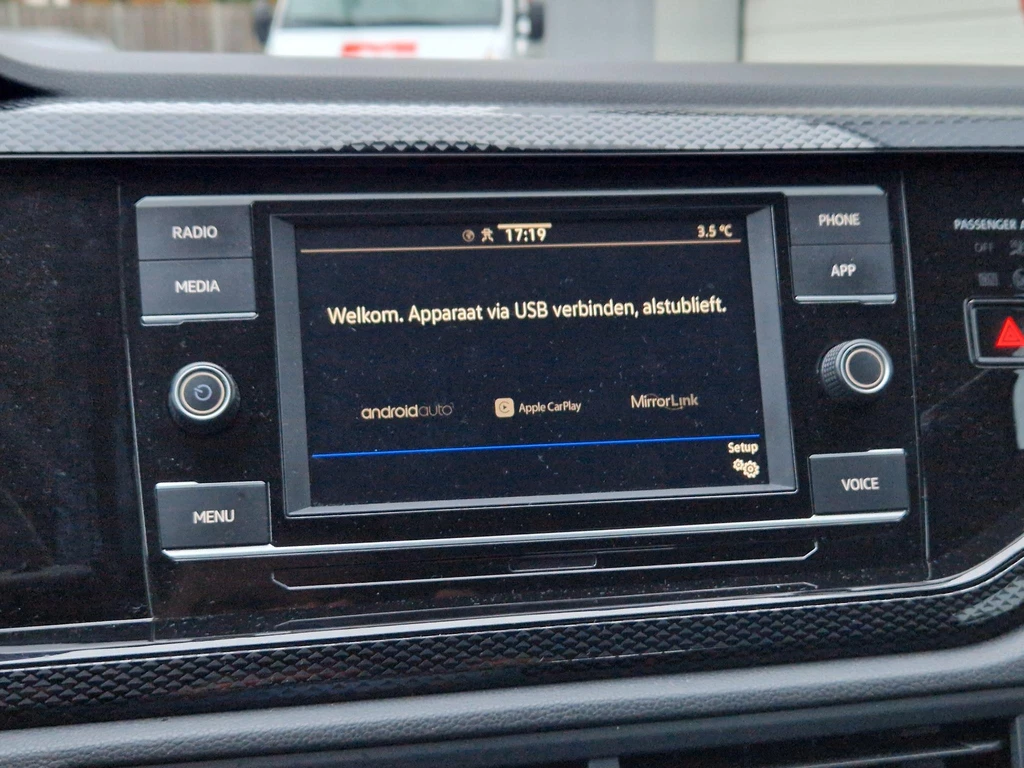 RADIO
MEDIA
MENU
17:19
3.5 °C
Welkom. Apparaat via USB verbinden, alstublieft.
androidauto
Apple CarPlay
MirrorLink
Setup
PHONE
APP
VOICE
PASSENGER A
OFF